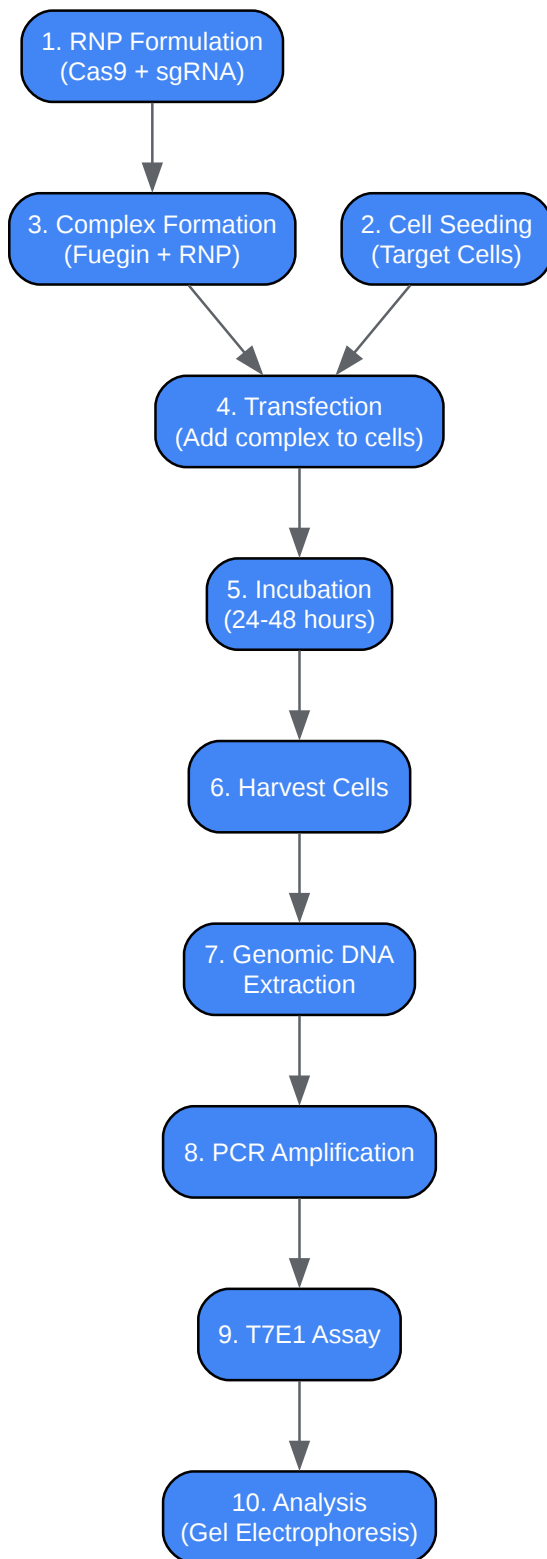 1. RNP Formulation
(Cas9 + sgRNA)
3. Complex Formation
(Fuegin + RNP)
2. Cell Seeding
(Target Cells)
4. Transfection
(Add complex to cells)
5. Incubation
(24-48 hours)
6. Harvest Cells
7. Genomic DNA
Extraction
8. PCR Amplification
9. T7E1 Assay
10. Analysis
(Gel Electrophoresis)